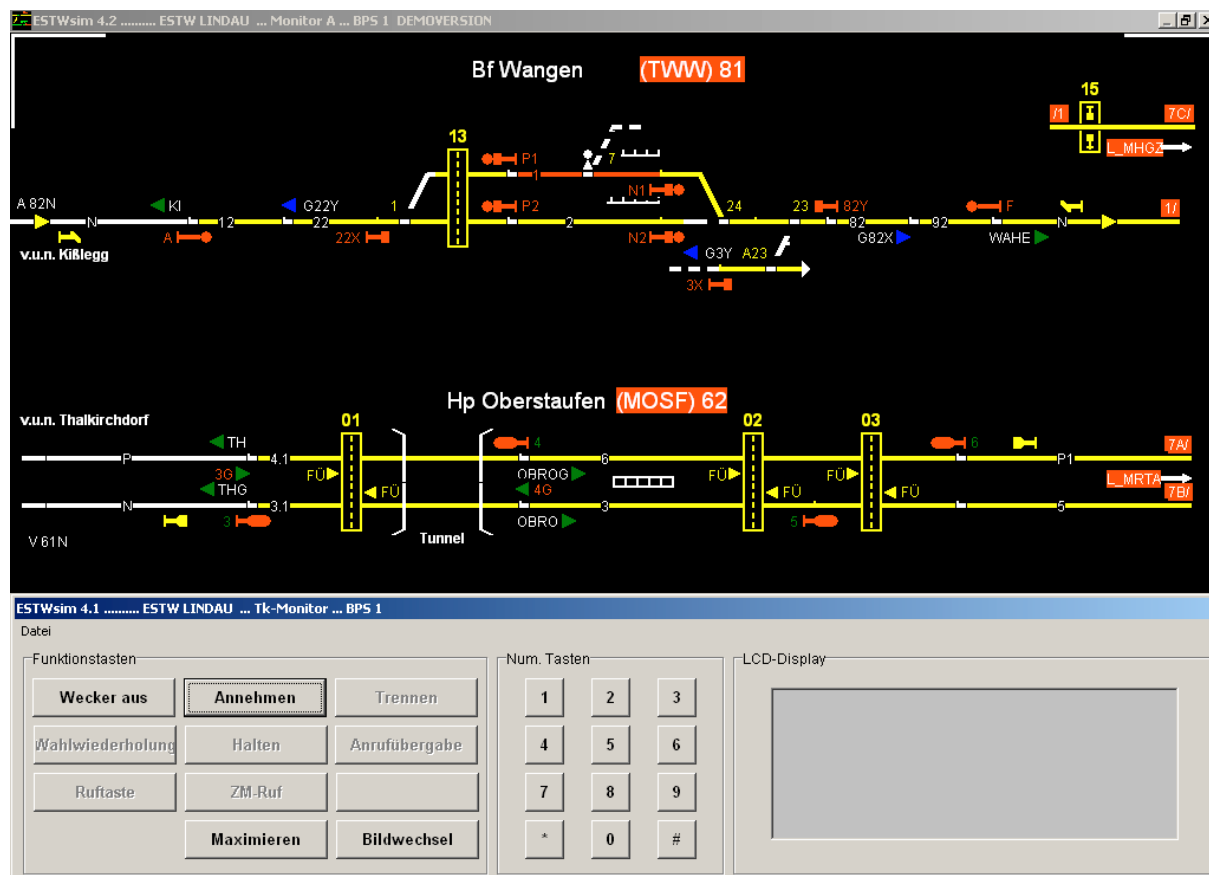 ESTWsim 4.2 .......... ESTW LINDAU ... Monitor A ... BPS 1 DEMOVERSION
Bf Wangen (TWW) 81
15
/1 7C/
L_MHGZ
13
P1
1 7
N1
A 82N KI G22Y 1 P2 24 23 82Y F 1/
N 12 22 2 82 92 N
A 22X N2 G82X WAHE
v.u.n. Kißlegg
G3Y A23
3X
Hp Oberstaufen (MOSF) 62
v.u.n. Thalkirchdorf
01 02 03
TH 4 6 7A/
P 4.1 6 P1
3G FÜ OBROG FÜ FÜ L_MRTA
THG FÜ 4G FÜ FÜ 7B/
N 3.1 3 5
3 OBRO 5
V 61N Tunnel
ESTWsim 4.1 .......... ESTW LINDAU ... Tk-Monitor ... BPS 1
Datei
Funktionstasten Num. Tasten LCD-Display
Wecker aus Annehmen Trennen 1 2 3
Wahlwiederholung Halten Anrufübergabe 4 5 6
Ruftaste ZM-Ruf 7 8 9
Maximieren Bildwechsel * 0 #